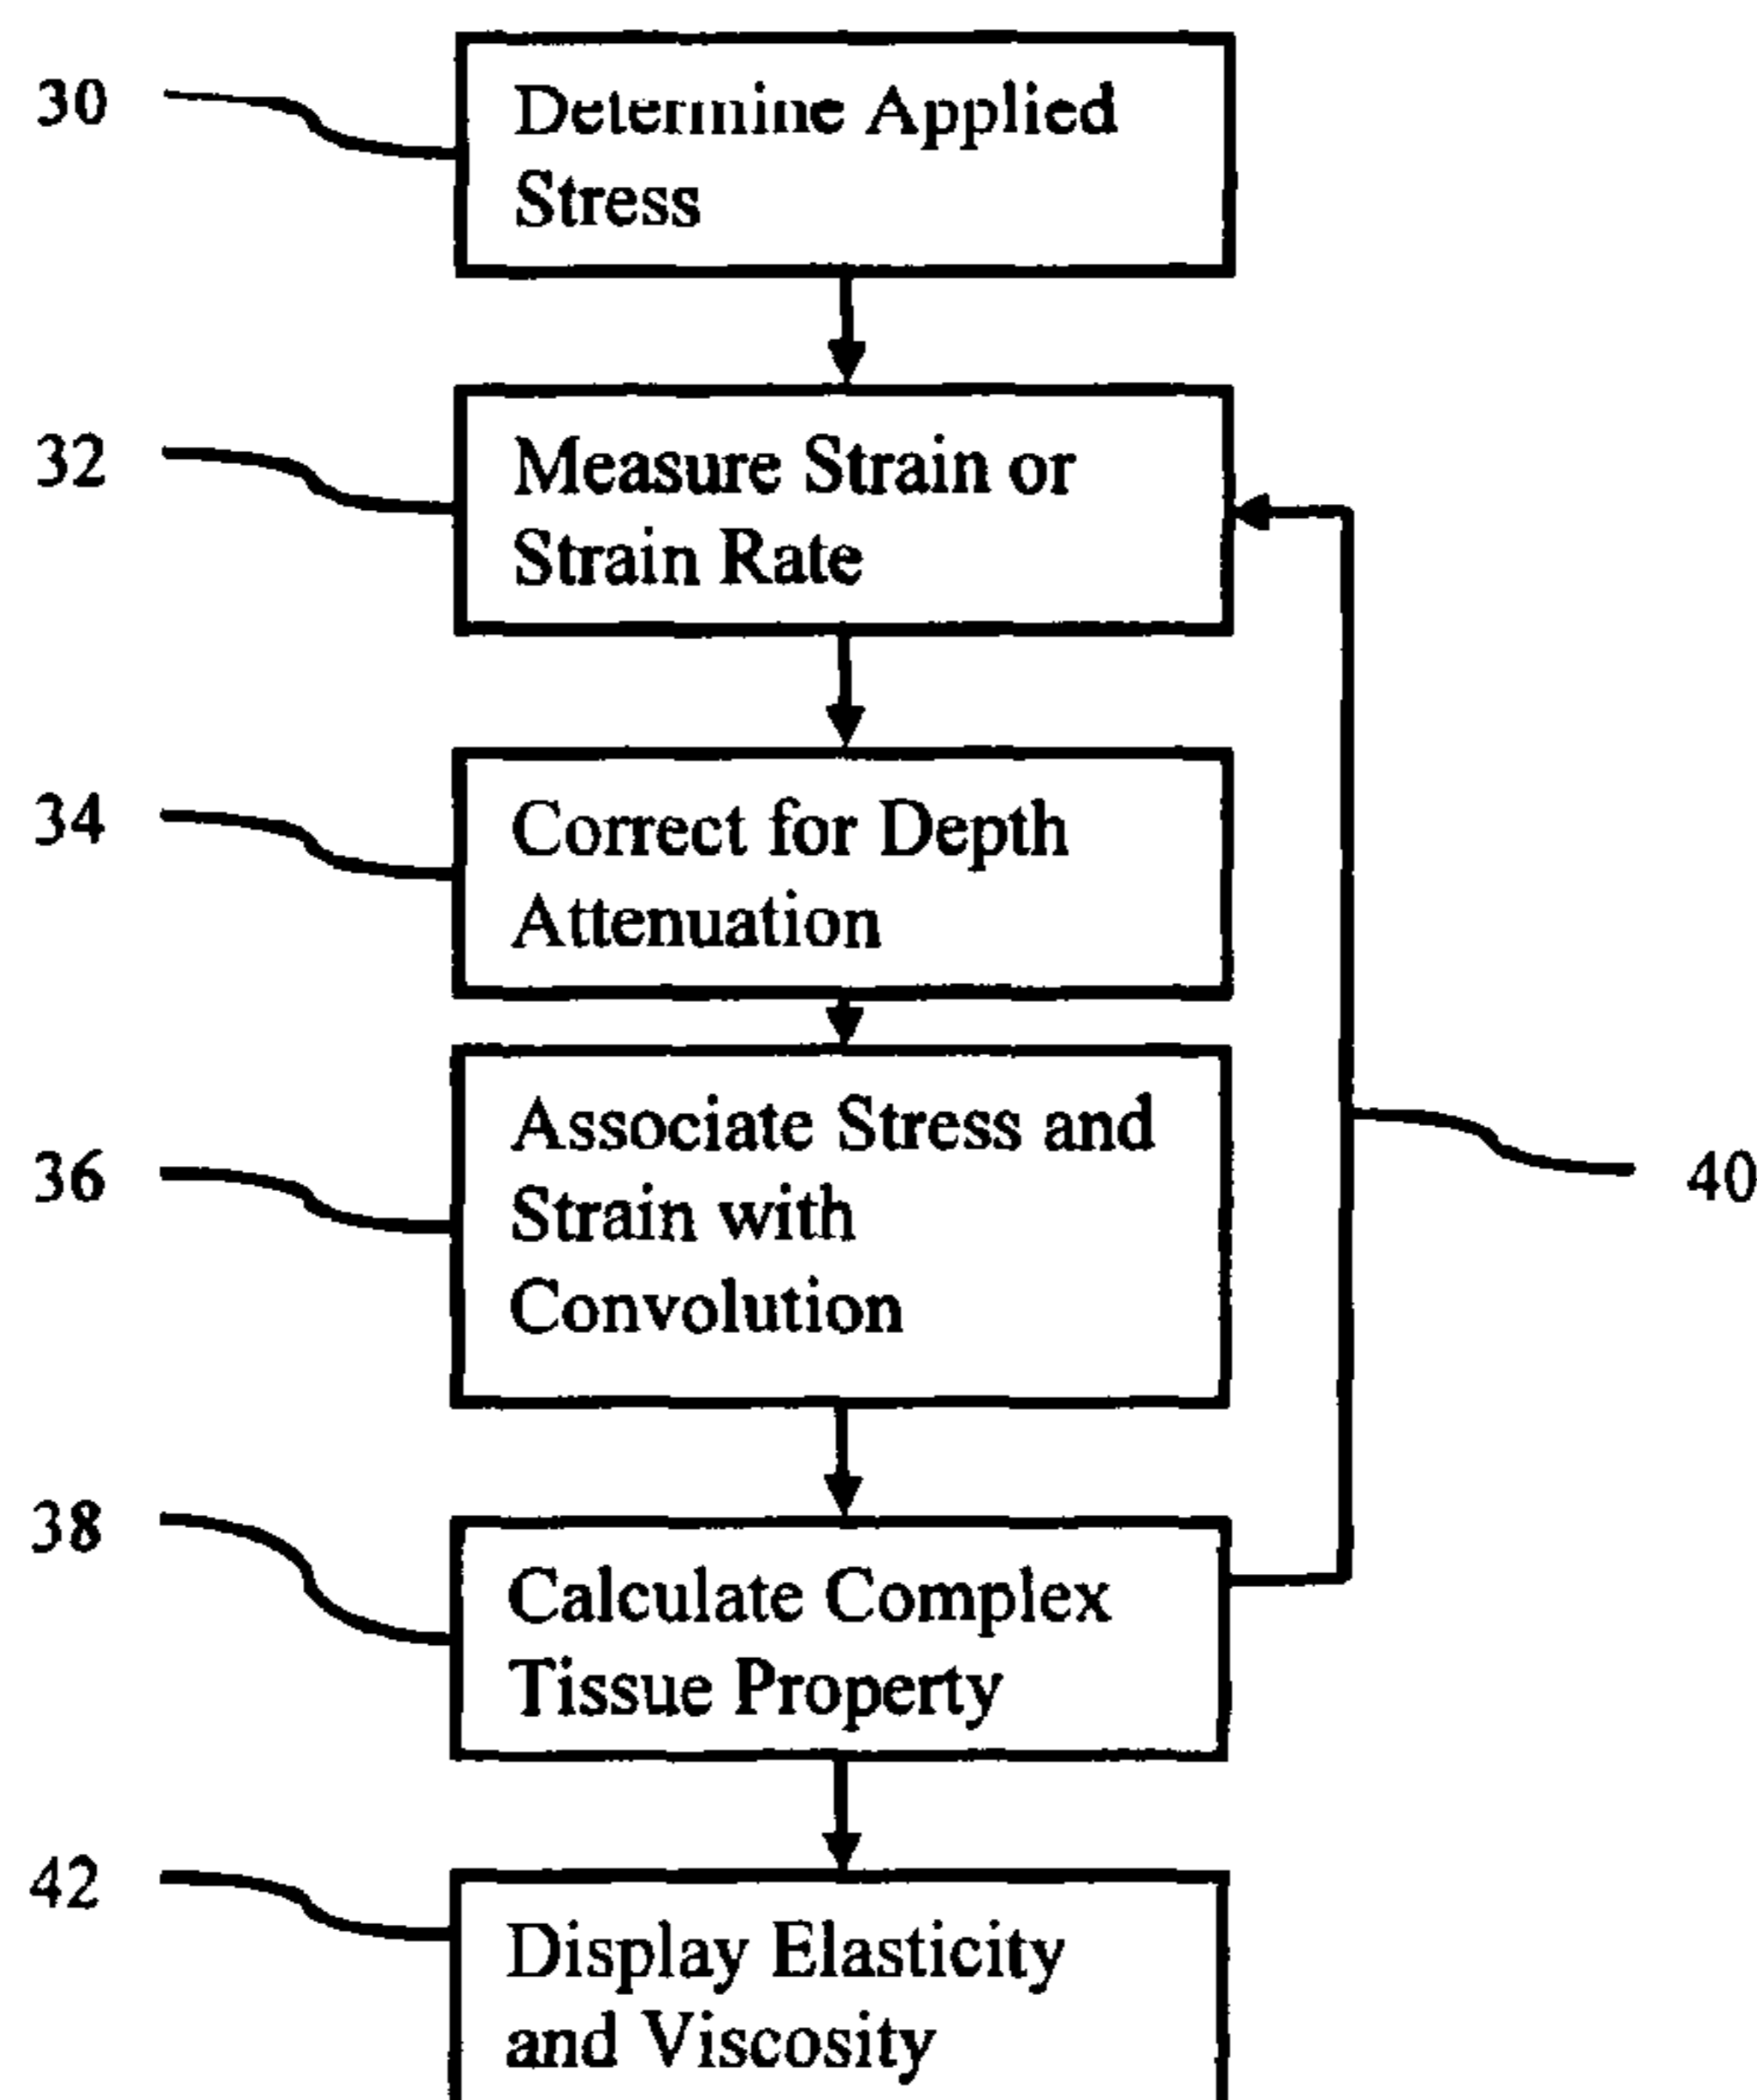 30
Determine Applied
Stress
32
Measure Strain or
Strain Rate
34
Correct for Depth
Attenuation
36
Associate Stress and
Strain with
Convolution
40
38
Calculate Complex
Tissue Property
42
Display Elasticity
and Viscosity